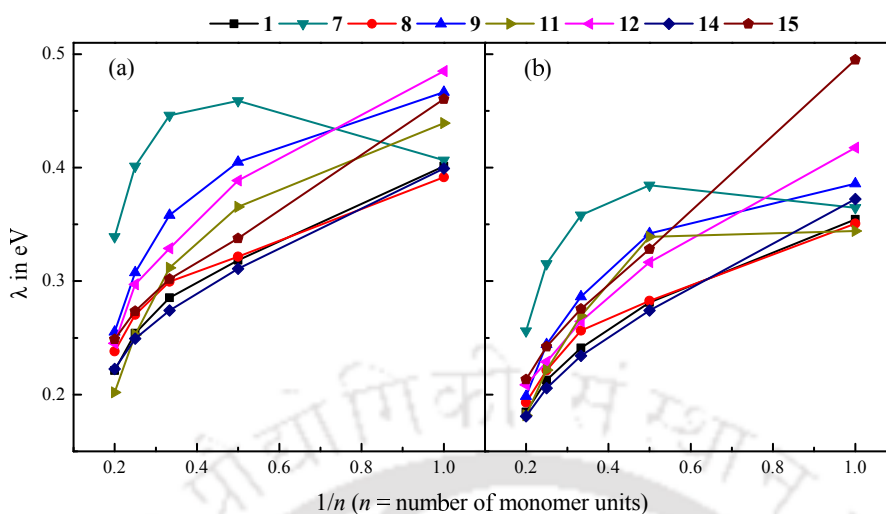 1 7 8 9 11 12 14 15
(a) (b)
0.5
0.4
0.3
0.2
λ in eV
0.2 0.4 0.6 0.8 1.0 0.2 0.4 0.6 0.8 1.0
1/n (n = number of monomer units)